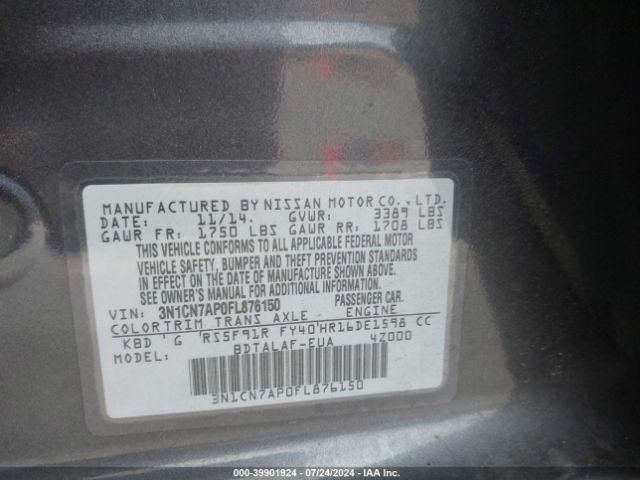 MANUFACTURED BY NISSAN MOTOR CO., LTD.
DATE: 11/14. GVWR: 3389 LBS
GAWR FR: 1750 LBS GAWR RR: 1708 LBS
THIS VEHICLE CONFORMS TO ALL APPLICABLE FEDERAL MOTOR
VEHICLE SAFETY, BUMPER AND THEFT PREVENTION STANDARDS
IN EFFECT ON THE DATE OF MANUFACTURE SHOWN ABOVE.
SEE OWNER'S MANUAL FOR ADDITIONAL INFORMATION.
VIN: 3N1CN7AP0FL876150 PASSENGER CAR.
COLORTRIM TRANS AXLE ENGINE
KBD 'G 'RS5F91R FY40'HR16DE1598 CC
MODEL: BDTALAF-EUA 4Z000
3N1CN7AP0FL876150
000-39901924 - 07/24/2024 - IAA Inc.